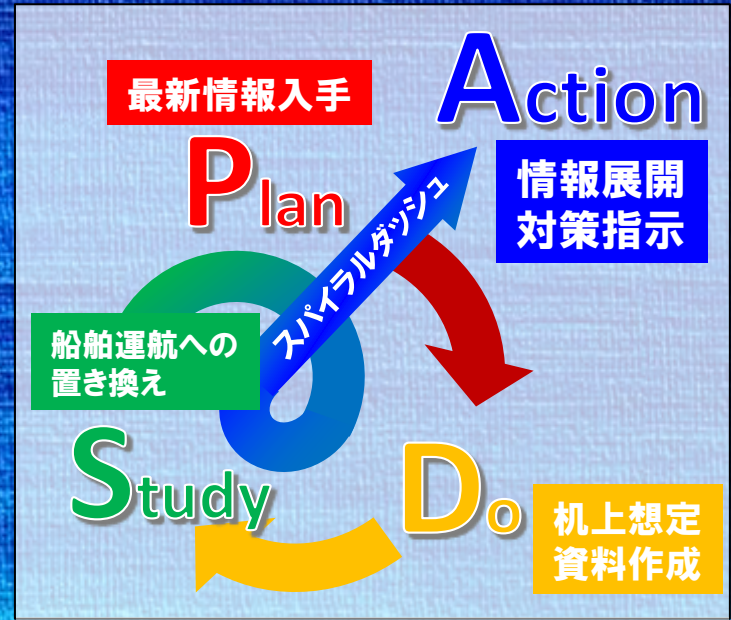 最新情報入手
Plan
Action
情報展開
対策指示
スパイラルダッシュ
船舶運航への
置き換え
Study
Do
机上想定
資料作成